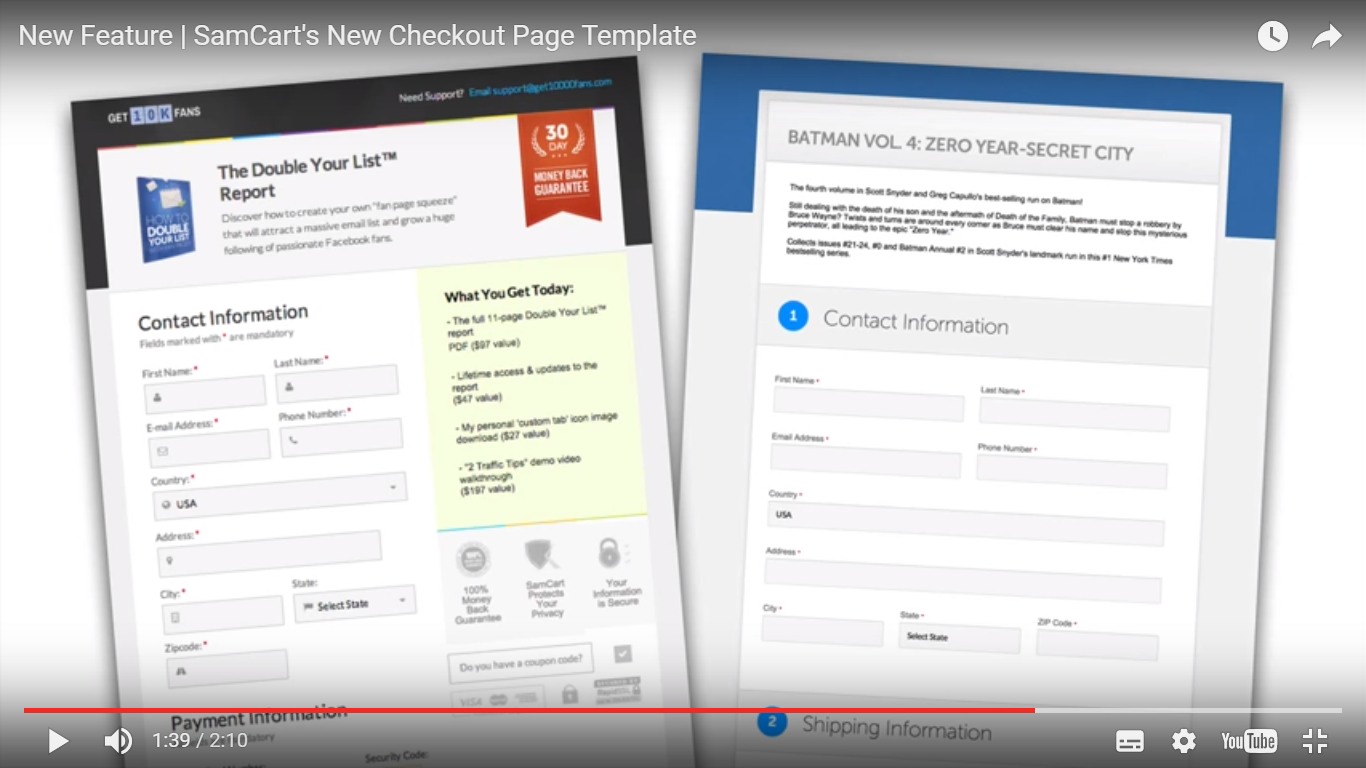 New Feature | SamCart's New Checkout Page Template
GET 10K FANS
Need Support? Email support@get10000fans.com
The Double Your List™
Report
Discover how to create your own "fan page squeeze"
that will attract a massive email list and grow a huge
following of passionate Facebook fans.
HOW TO
DOUBLE
YOUR LIST
30
DAY
MONEY BACK
GUARANTEE
Contact Information
Fields marked with * are mandatory
First Name: *
Last Name: *
E-mail Address: *
Phone Number: *
Country: *
USA
Address: *
City: *
State:
Select State
Zipcode: *
Payment Information
Security Code:
What You Get Today:
- The full 11-page Double Your List™
report
PDF ($97 value)
- Lifetime access & updates to the
report
($47 value)
- My personal 'custom tab' icon image
download ($27 value)
- "2 Traffic Tips" demo video
walkthrough
($197 value)
100%
Money
Back
Guarantee
SamCart
Protects
Your
Privacy
Your
Information
is Secure
Do you have a coupon code?
VISA
RapidSSL
BATMAN VOL. 4: ZERO YEAR-SECRET CITY
The fourth volume in Scott Snyder and Greg Capullo's best-selling run on Batman!
Still dealing with the death of his son and the aftermath of Death of the Family, Batman must stop a robbery by
Bruce Wayne? Twists and turns are around every corner as Bruce must clear his name and stop this mysterious
perpetrator, all leading to the epic "Zero Year."
Collects issues #21-24, #0 and Batman Annual #2 in Scott Snyder's landmark run in this #1 New York Times
bestselling series.
1 Contact Information
First Name *
Last Name *
Email Address *
Phone Number *
Country *
USA
Address *
City *
State *
Select State
ZIP Code *
2 Shipping Information
1:39 / 2:10
YouTube